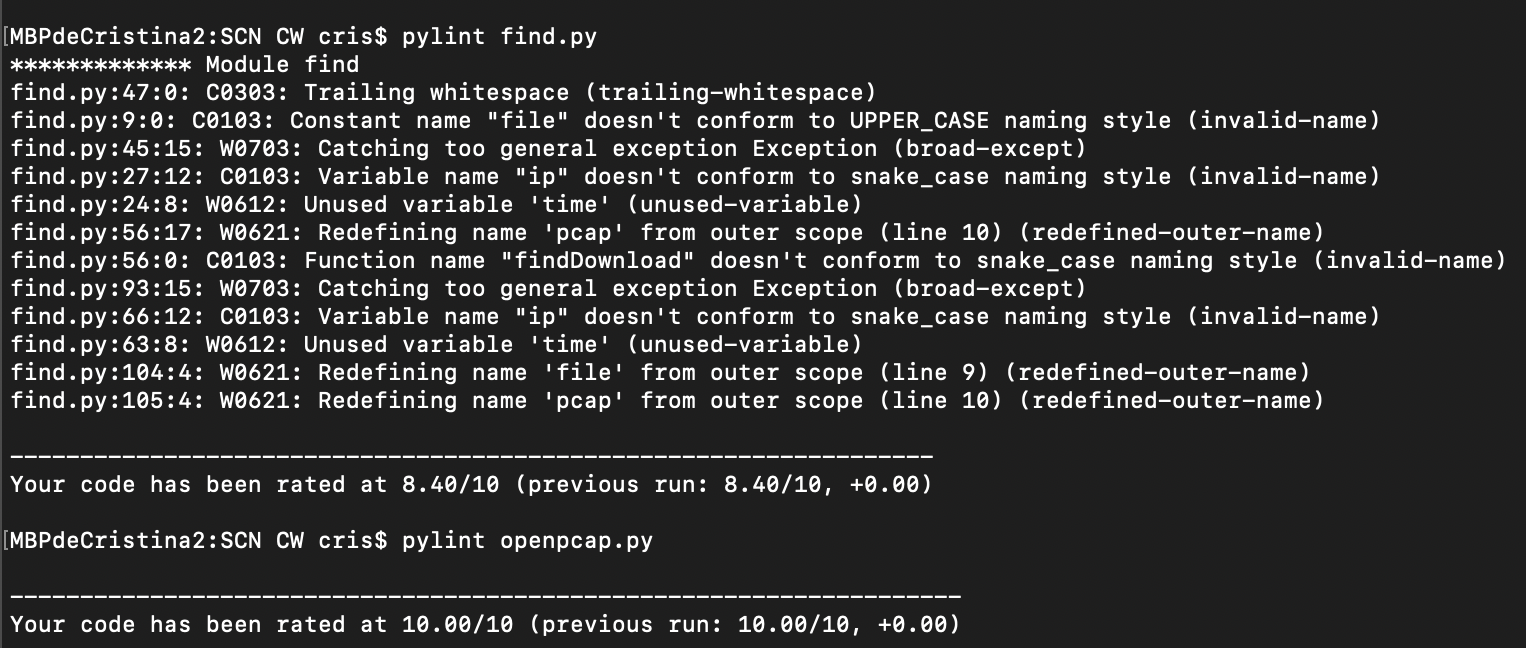 [MBPdeCristina2:SCN CW cris$ pylint find.py
************* Module find
find.py:47:0: C0303: Trailing whitespace (trailing-whitespace)
find.py:9:0: C0103: Constant name "file" doesn't conform to UPPER_CASE naming style (invalid-name)
find.py:45:15: W0703: Catching too general exception Exception (broad-except)
find.py:27:12: C0103: Variable name "ip" doesn't conform to snake_case naming style (invalid-name)
find.py:24:8: W0612: Unused variable 'time' (unused-variable)
find.py:56:17: W0621: Redefining name 'pcap' from outer scope (line 10) (redefined-outer-name)
find.py:56:0: C0103: Function name "findDownload" doesn't conform to snake_case naming style (invalid-name)
find.py:93:15: W0703: Catching too general exception Exception (broad-except)
find.py:66:12: C0103: Variable name "ip" doesn't conform to snake_case naming style (invalid-name)
find.py:63:8: W0612: Unused variable 'time' (unused-variable)
find.py:104:4: W0621: Redefining name 'file' from outer scope (line 9) (redefined-outer-name)
find.py:105:4: W0621: Redefining name 'pcap' from outer scope (line 10) (redefined-outer-name)
------------------------------------------------------------------
Your code has been rated at 8.40/10 (previous run: 8.40/10, +0.00)
[MBPdeCristina2:SCN CW cris$ pylint openpcap.py
--------------------------------------------------------------------
Your code has been rated at 10.00/10 (previous run: 10.00/10, +0.00)